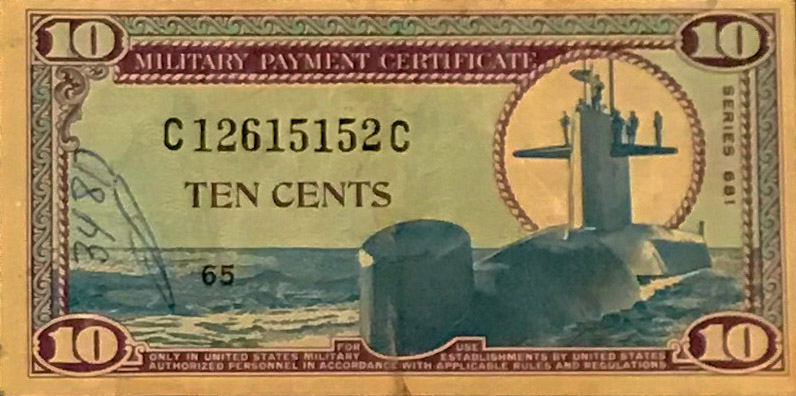 10 10
MILITARY PAYMENT CERTIFICATE
SERIES 681
C12615152C
TEN CENTS
3487
65
10 10
FOR USE
ONLY IN UNITED STATES MILITARY ESTABLISHMENTS BY UNITED STATES
AUTHORIZED PERSONNEL IN ACCORDANCE WITH APPLICABLE RULES AND REGULATIONS